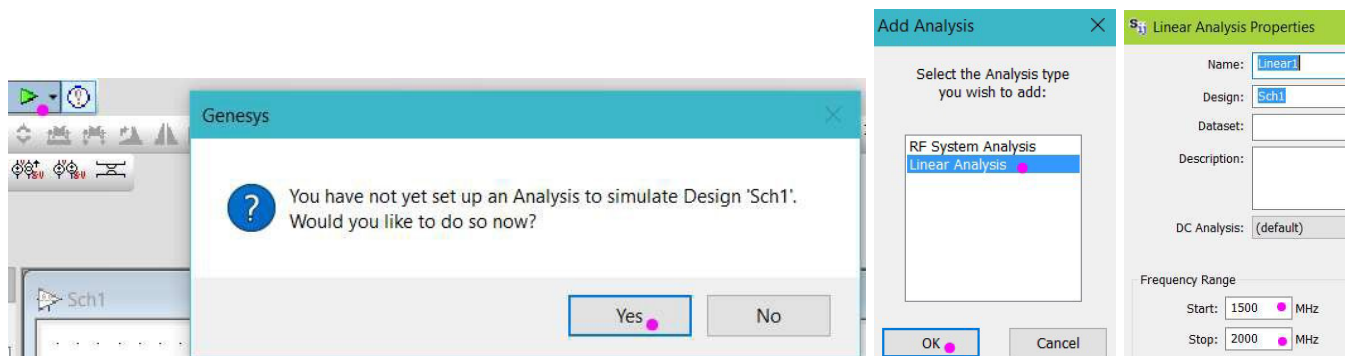 Genesys
You have not yet set up an Analysis to simulate Design 'Sch1'.
Would you like to do so now?
Yes
No
Sch1
Add Analysis
Select the Analysis type
you wish to add:
RF System Analysis
Linear Analysis
OK
Cancel
Sij Linear Analysis Properties
Name: Linear1
Design: Sch1
Dataset:
Description:
DC Analysis: (default)
Frequency Range
Start: 1500 MHz
Stop: 2000 MHz